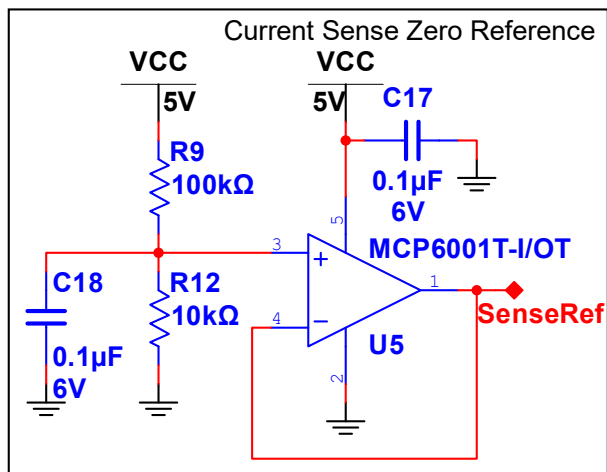 Current Sense Zero Reference
VCC
5V
VCC
5V
C17
0.1µF
6V
R9
100kΩ
5
MCP6001T-I/OT
3
+
1
C18
R12
10kΩ
4
−
SenseRef
U5
2
0.1µF
6V